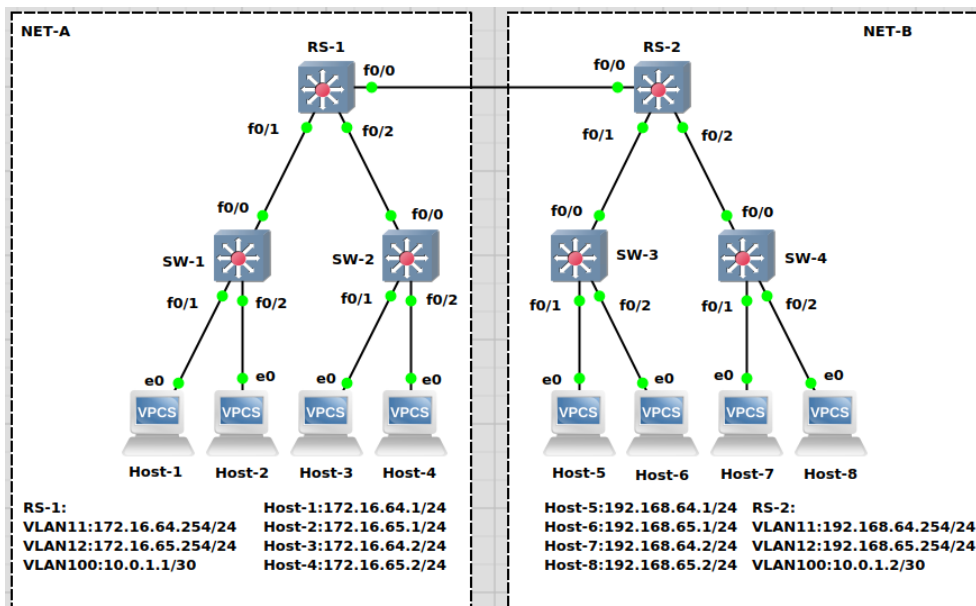 NET-A
NET-B
RS-1
RS-2
f0/0
f0/0
f0/1
f0/2
f0/1
f0/2
f0/0
f0/0
f0/0
f0/0
SW-1
SW-2
SW-3
SW-4
f0/1
f0/2
f0/1
f0/2
f0/1
f0/2
f0/1
f0/2
e0
e0
e0
e0
e0
e0
e0
e0
VPCS
VPCS
VPCS
VPCS
VPCS
VPCS
VPCS
VPCS
Host-1
Host-2
Host-3
Host-4
Host-5
Host-6
Host-7
Host-8
RS-1:
VLAN11:172.16.64.254/24
VLAN12:172.16.65.254/24
VLAN100:10.0.1.1/30
Host-1:172.16.64.1/24
Host-2:172.16.65.1/24
Host-3:172.16.64.2/24
Host-4:172.16.65.2/24
Host-5:192.168.64.1/24
Host-6:192.168.65.1/24
Host-7:192.168.64.2/24
Host-8:192.168.65.2/24
RS-2:
VLAN11:192.168.64.254/24
VLAN12:192.168.65.254/24
VLAN100:10.0.1.2/30